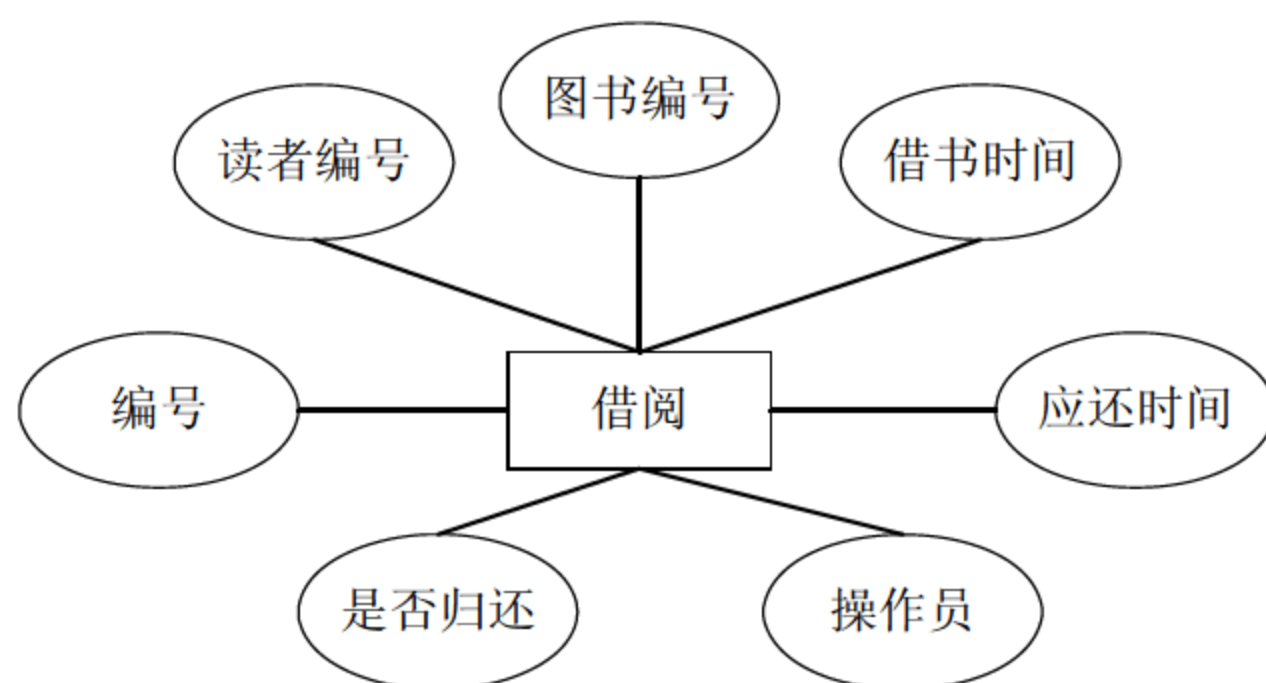 图书编号
读者编号
借书时间
编号
借阅
应还时间
是否归还
操作员